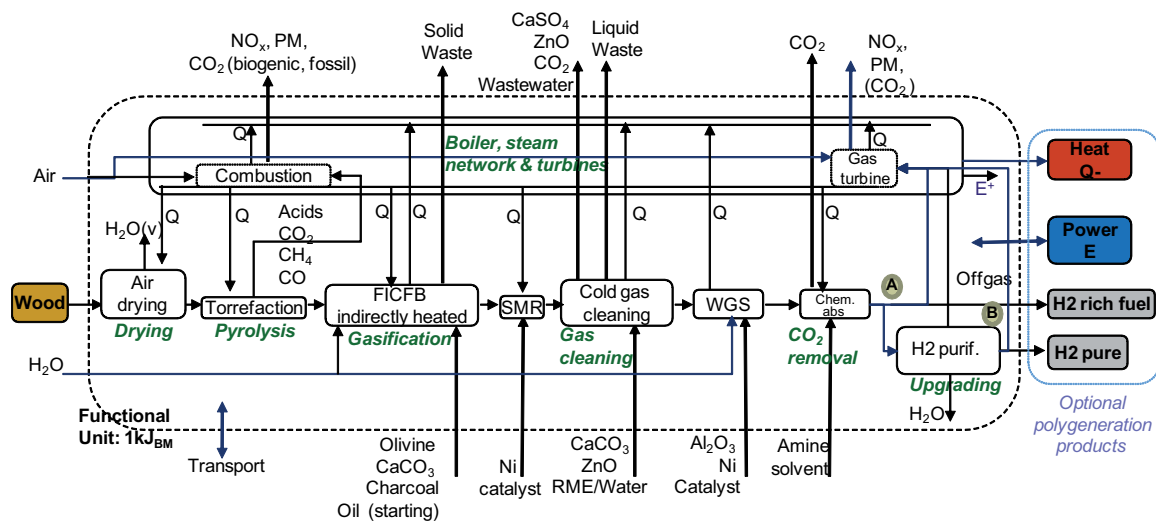 NOx, PM,
CO2 (biogenic, fossil)
Solid
Waste
CaSO4
ZnO
CO2
Wastewater
Liquid
Waste
CO2
NOx,
PM,
(CO2)
Q
Boiler, steam
network & turbines
Q
Air
Combustion
Gas
turbine
Heat
Q-
E+
Q
Q
Q
Q
Q
Q
Q
Q
H2O(v)
Acids
CO2
CH4
CO
Power
E
Offgas
Wood
Air
drying
Torrefaction
FICFB
indirectly heated
SMR
Cold gas
cleaning
WGS
Chem.
abs
A
H2 rich fuel
B
Drying
Pyrolysis
Gasification
Gas
cleaning
CO2
removal
H2 purif.
H2 pure
H2O
Upgrading
Functional
Unit: 1kJBM
H2O
Optional
polygeneration
products
Transport
Olivine
CaCO3
Charcoal
Oil (starting)
Ni
catalyst
CaCO3
ZnO
RME/Water
Al2O3
Ni
Catalyst
Amine
solvent